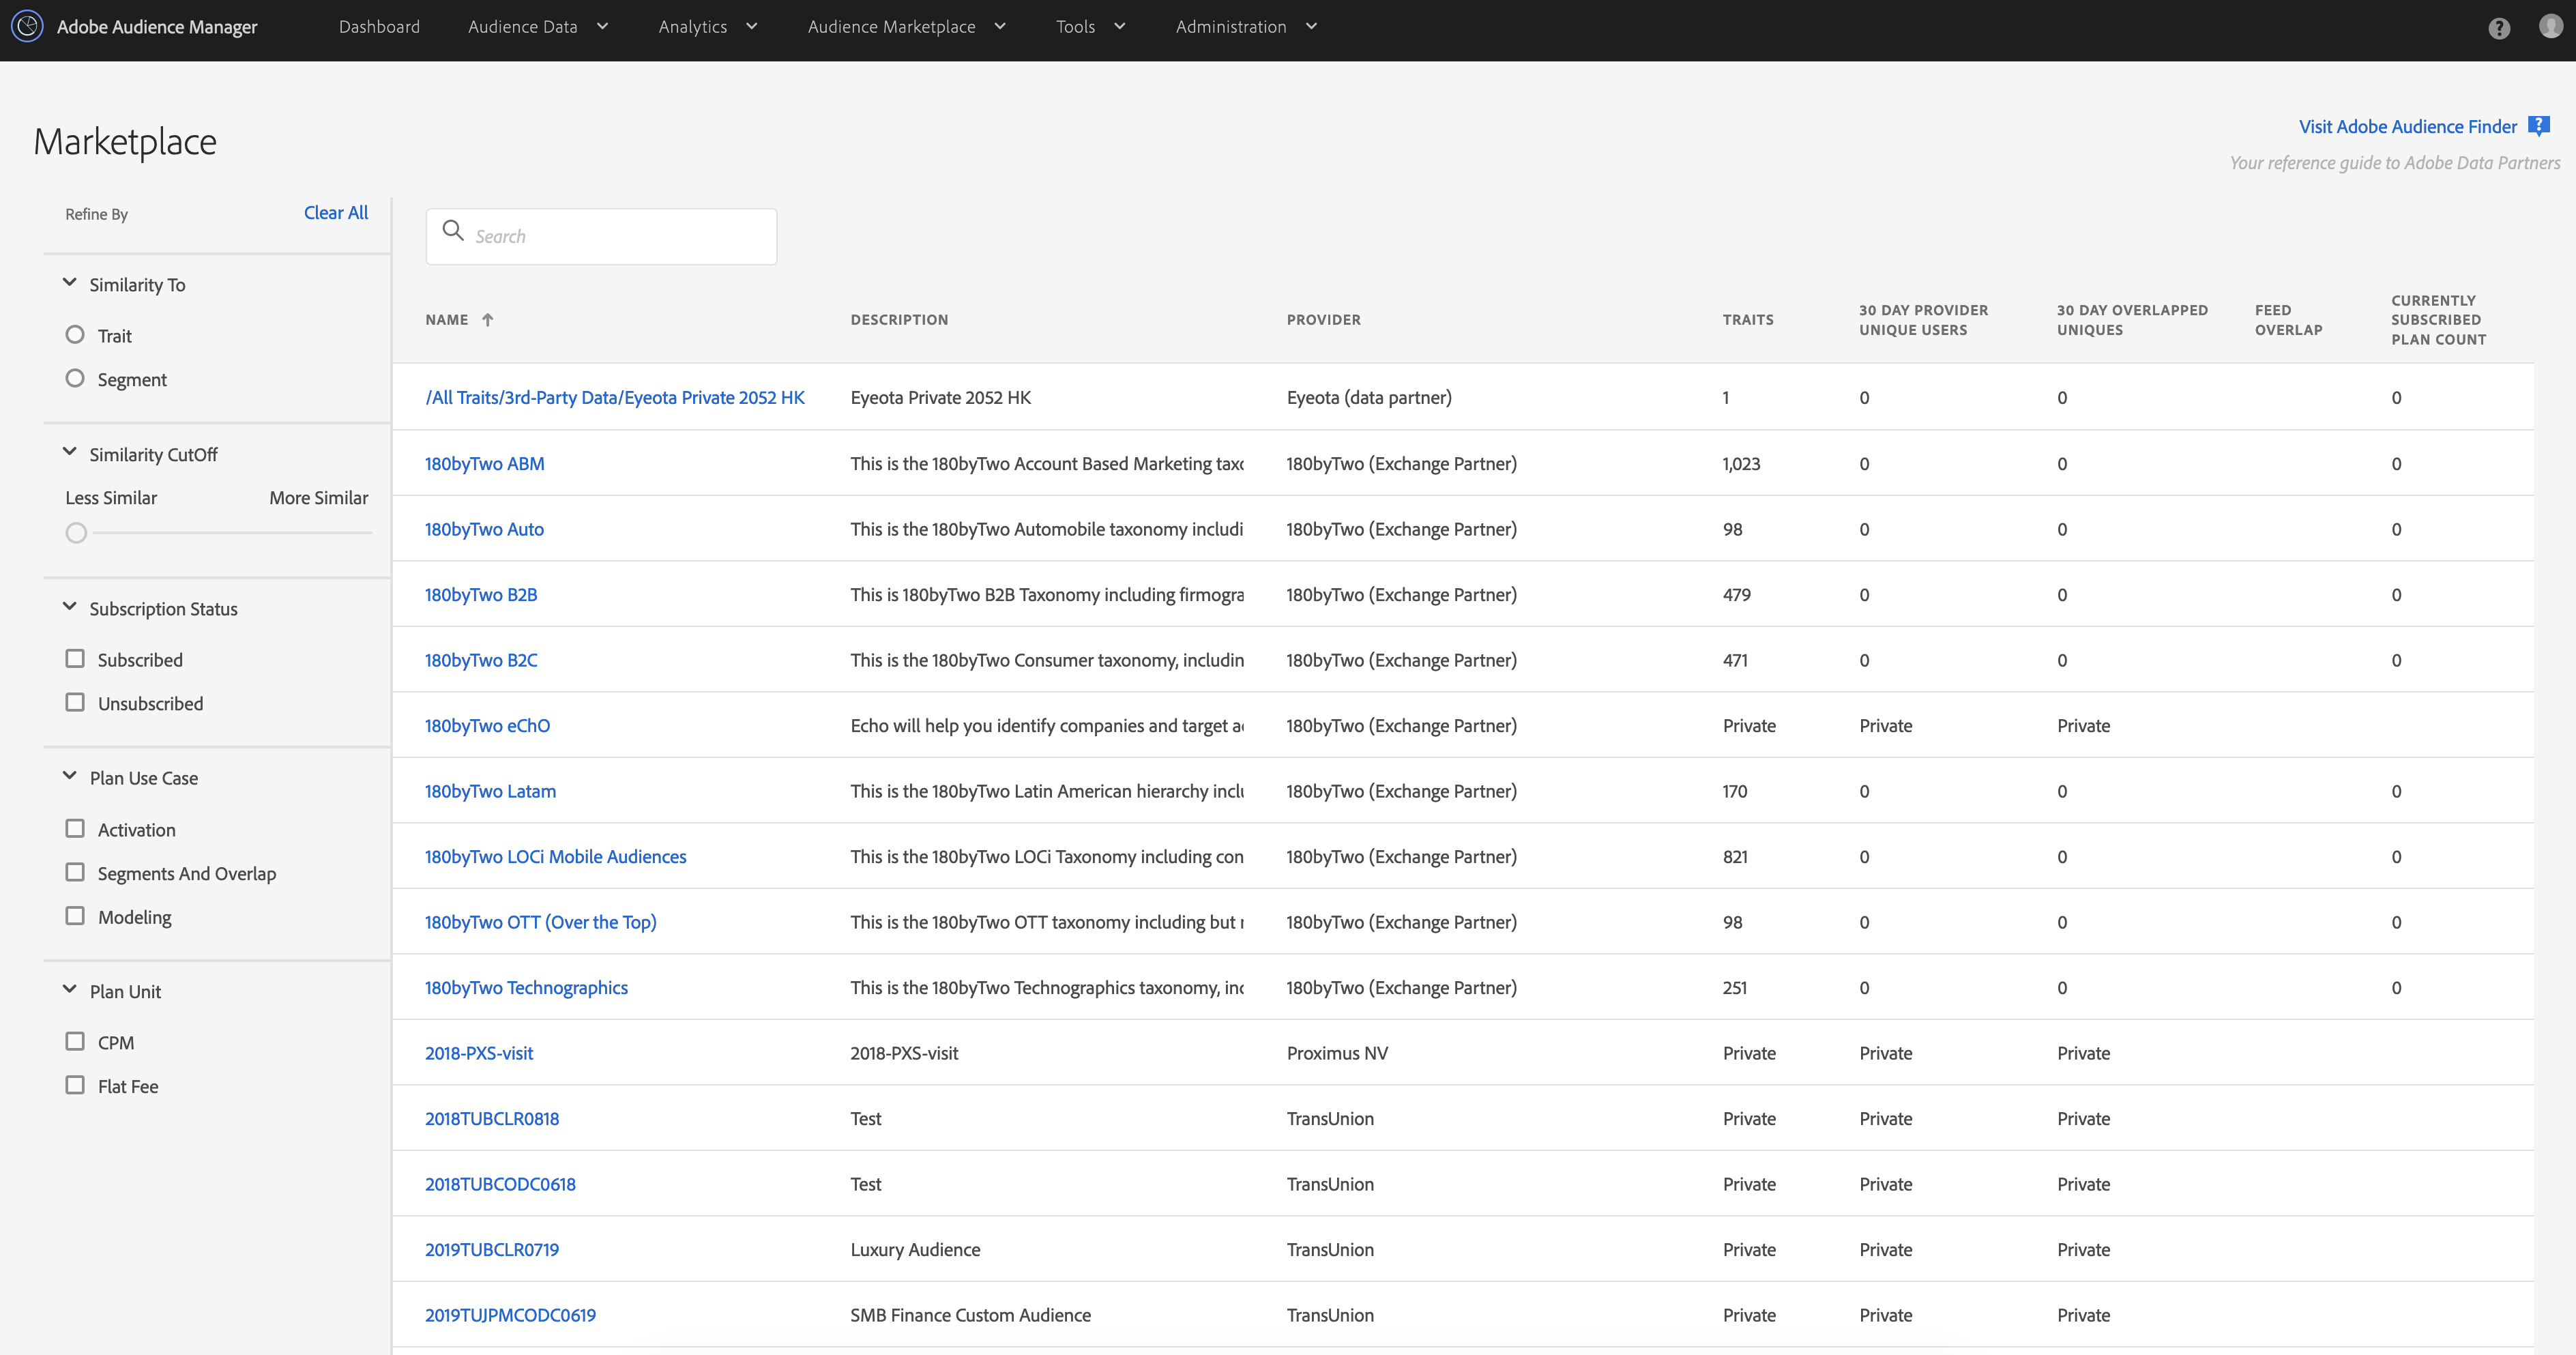 Adobe Audience Manager Dashboard Audience Data Analytics Audience Marketplace Tools Administration ?
Marketplace
Visit Adobe Audience Finder ?
Your reference guide to Adobe Data Partners
Refine By Clear All
Similarity To
Trait
Segment
Similarity CutOff
Less Similar More Similar
Subscription Status
Subscribed
Unsubscribed
Plan Use Case
Activation
Segments And Overlap
Modeling
Plan Unit
CPM
Flat Fee
Search
NAME DESCRIPTION PROVIDER TRAITS 30 DAY PROVIDER UNIQUE USERS 30 DAY OVERLAPPED UNIQUES FEED OVERLAP CURRENTLY SUBSCRIBED PLAN COUNT
/All Traits/3rd-Party Data/Eyeota Private 2052 HK Eyeota Private 2052 HK Eyeota (data partner) 1 0 0 0
180byTwo ABM This is the 180byTwo Account Based Marketing taxo 180byTwo (Exchange Partner) 1,023 0 0 0
180byTwo Auto This is the 180byTwo Automobile taxonomy includi 180byTwo (Exchange Partner) 98 0 0 0
180byTwo B2B This is 180byTwo B2B Taxonomy including firmogra 180byTwo (Exchange Partner) 479 0 0 0
180byTwo B2C This is the 180byTwo Consumer taxonomy, includin 180byTwo (Exchange Partner) 471 0 0 0
180byTwo eChO Echo will help you identify companies and target a 180byTwo (Exchange Partner) Private Private Private
180byTwo Latam This is the 180byTwo Latin American hierarchy inclu 180byTwo (Exchange Partner) 170 0 0 0
180byTwo LOCi Mobile Audiences This is the 180byTwo LOCi Taxonomy including con 180byTwo (Exchange Partner) 821 0 0 0
180byTwo OTT (Over the Top) This is the 180byTwo OTT taxonomy including but 180byTwo (Exchange Partner) 98 0 0 0
180byTwo Technographics This is the 180byTwo Technographics taxonomy, inc 180byTwo (Exchange Partner) 251 0 0 0
2018-PXS-visit 2018-PXS-visit Proximus NV Private Private Private
2018TUBCLR0818 Test TransUnion Private Private Private
2018TUBCODC0618 Test TransUnion Private Private Private
2019TUBCLR0719 Luxury Audience TransUnion Private Private Private
2019TUJPMCODC0619 SMB Finance Custom Audience TransUnion Private Private Private